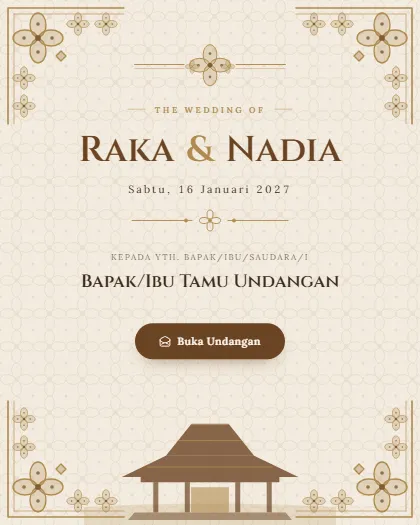 THE WEDDING OF
Raka & Nadia
Sabtu, 16 Januari 2027
KEPADA YTH. BAPAK/IBU/SAUDARA/I
Bapak/Ibu Tamu Undangan
Buka Undangan